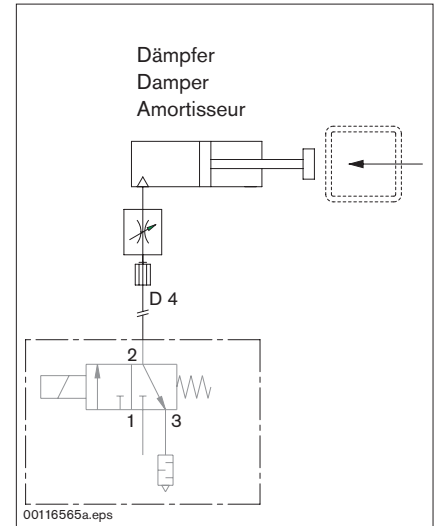 Dämpfer
Damper
Amortisseur
D 4
2
1 3
00116565a.eps